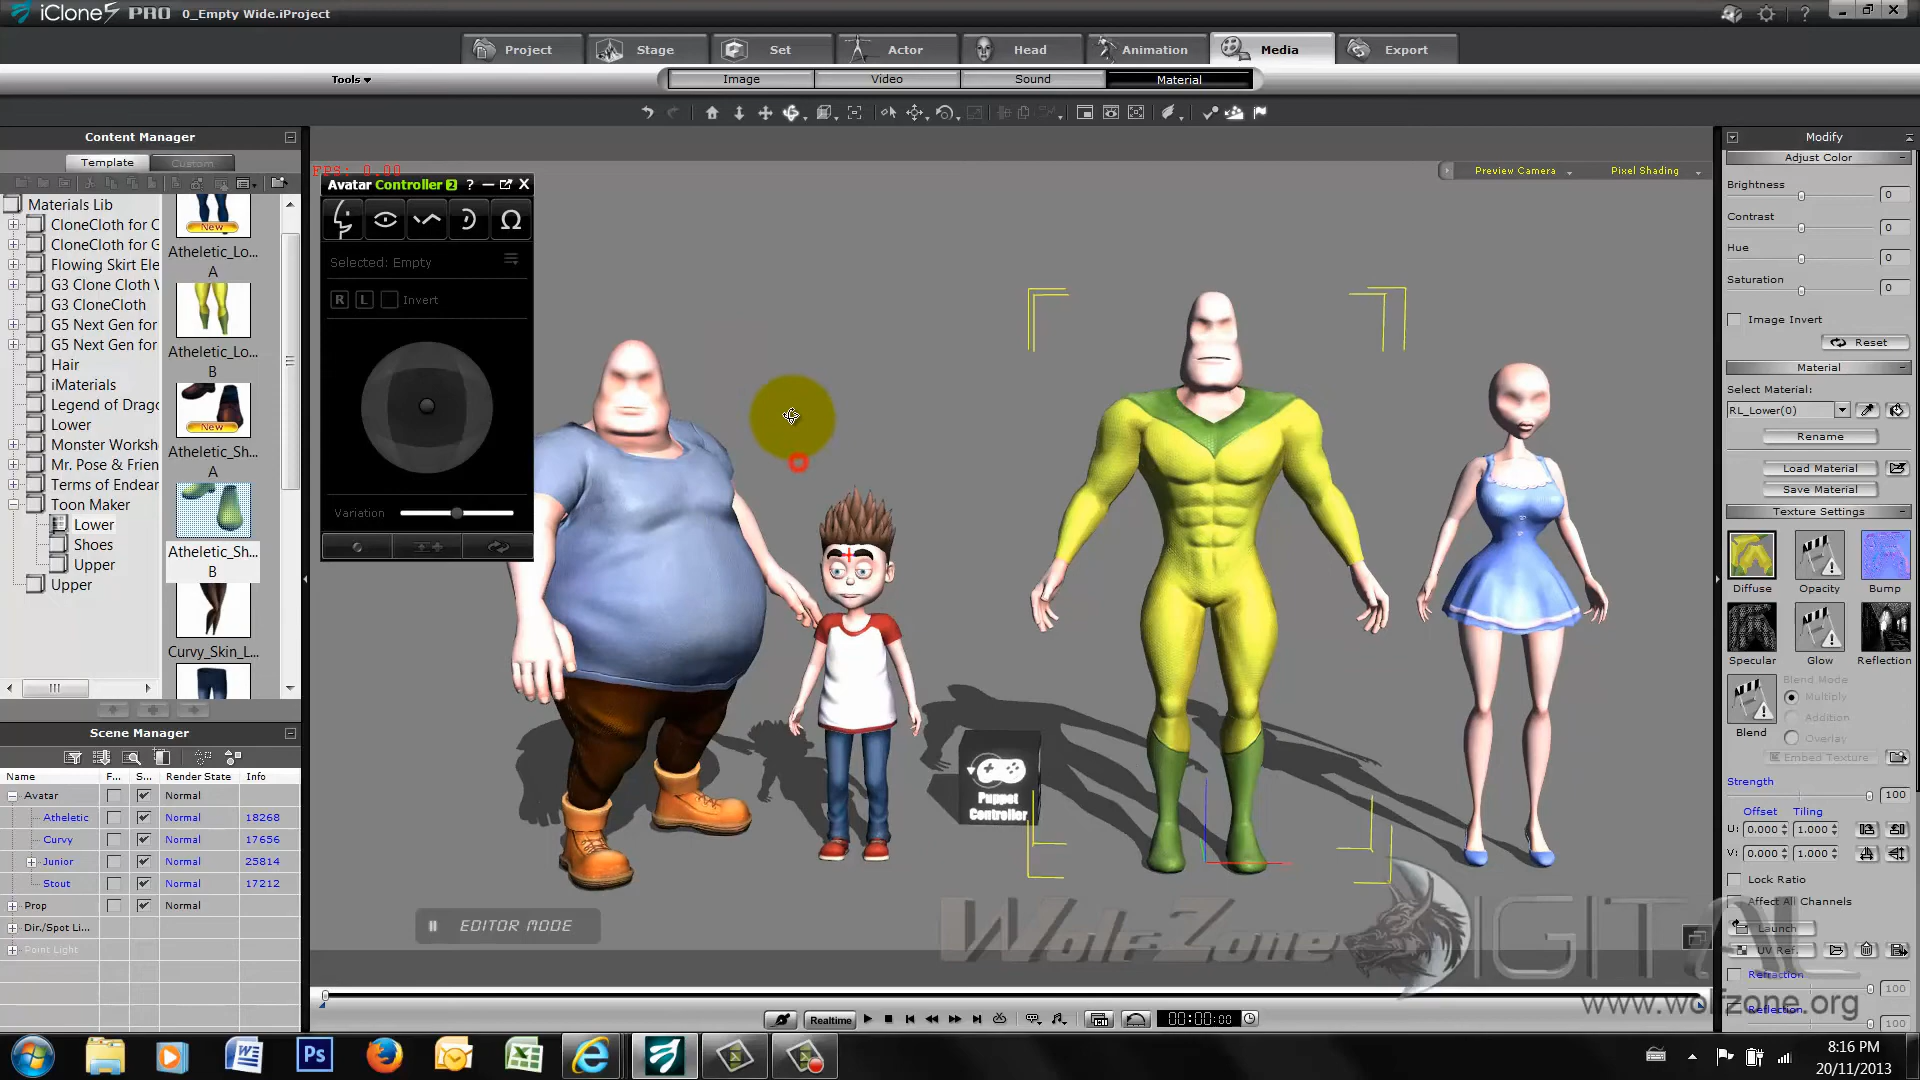 iClone5 PRO 0_Empty Wide.iProject
Project Stage Set Actor Head Animation Media Export
Tools
Image Video Sound Material
Content Manager
Template Custom
Materials Lib
CloneCloth for C
CloneCloth for G
Flowing Skirt Ele
G3 Clone Cloth V
G3 CloneCloth
G5 Next Gen for
G5 Next Gen for
Hair
iMaterials
Legend of Drago
Lower
Monster Worksh
Mr. Pose & Frien
Terms of Endear
Toon Maker
Lower
Shoes
Upper
Upper
New
Atheletic_Lo...
A
Atheletic_Lo...
B
New
Atheletic_Sh...
A
Atheletic_Sh...
B
Curvy_Skin_L...
Scene Manager
Name F... S... Render State Info
Avatar Normal
Atheletic Normal 18268
Curvy Normal 17656
Junior Normal 25814
Stout Normal 17212
Prop Normal
Dir./Spot Li...
Point Light
FPS: 0.00
Preview Camera Pixel Shading
Avatar Controller 2 ?
Selected: Empty
R L Invert
Variation
Puppet
Controller
EDITOR MODE
WolfZone DIGITAL
www.wolfzone.org
Realtime 00:00:00
Modify
Adjust Color
Brightness
0
Contrast
0
Hue
0
Saturation
0
Image Invert
Reset
Material
Select Material:
RL_Lower(0)
Rename
Load Material
Save Material
Texture Settings
Diffuse Opacity Bump
Specular Glow Reflection
Blend Mode
Multiply
Addition
Overlay
Blend
Embed Texture
Strength
100
Offset Tiling
U: 0.000 1.000
V: 0.000 1.000
Lock Ratio
Affect All Channels
Launch
UV Ref.
Refraction
100
Reflection
100
8:16 PM
20/11/2013